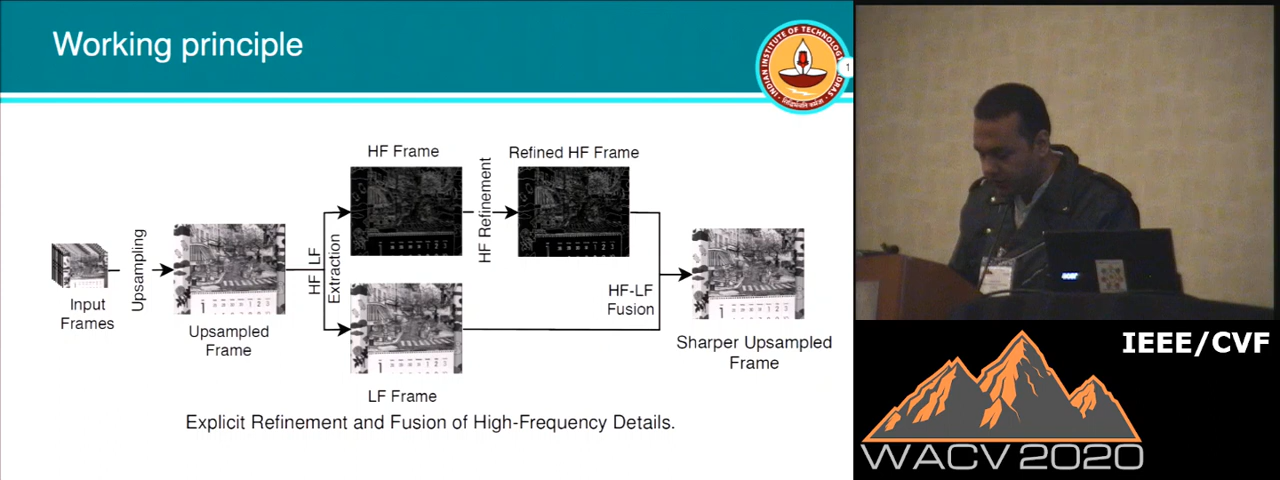 Working principle
INDIAN INSTITUTE OF TECHNOLOGY
1
HF Frame
Refined HF Frame
HF Refinement
Upsampling
HF LF
Extraction
Input
Frames
Upsampled
Frame
LF Frame
HF-LF
Fusion
Sharper Upsampled
Frame
Explicit Refinement and Fusion of High-Frequency Details.
acer
IEEE/CVF
WACV 2020